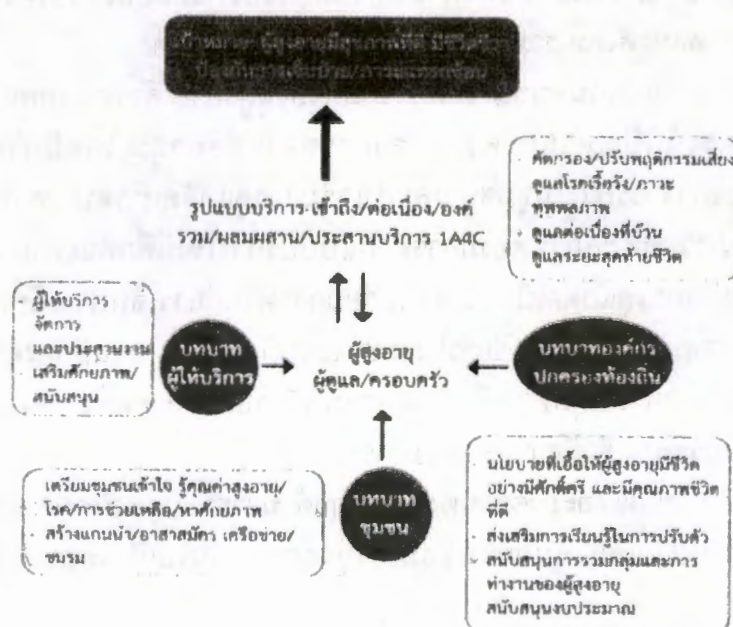 เป้าหมาย ผู้สูงอายุมีสุขภาพที่ดี
คัดกรอง/ปรับพฤติกรรมเสี่ยง
ดูแลโรคเรื้อรัง/ภาวะ
ทุพพลภาพ
ดูแลต่อเนื่องที่บ้าน
ดูแลระยะสุดท้ายชีวิต
รูปแบบบริการ-เข้าถึง/ต่อเนื่อง/องค์
รวม/ผสมผสาน/ประสานบริการ
ผู้ให้บริการ
จัดการ
และประสานงาน
เสริมศักยภาพ/
สนับสนุน
บทบาท
ผู้ให้บริการ
ผู้สูงอายุ
ผู้ดูแล/ครอบครัว
บทบาทองค์กร
ปกครองท้องถิ่น
เตรียมชุมชนเข้าใจ รู้คุณค่าสูงอายุ/
โรค/การช่วยเหลือ/หาศักยภาพ
สร้างแกนนำ/อาสาสมัคร เครือข่าย/
ชมรม
บทบาท
ชุมชน
นโยบายที่เอื้อให้ผู้สูงอายุมีชีวิต
อย่างมีศักดิ์ศรี และมีคุณภาพชีวิต
ที่ดี
ส่งเสริมการเรียนรู้ในการปรับตัว
สนับสนุนการรวมกลุ่มและการ
ทำงานของผู้สูงอายุ
สนับสนุนงบประมาณ